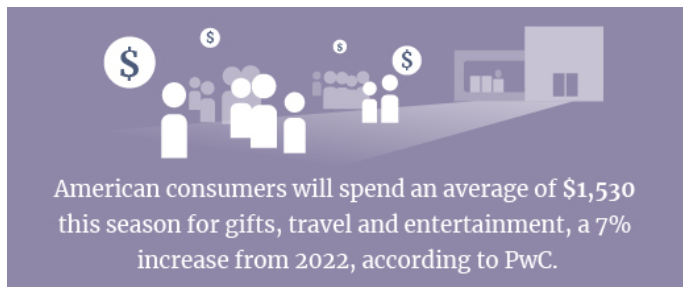 $
$
$
$
American consumers will spend an average of $1,530
this season for gifts, travel and entertainment, a 7%
increase from 2022, according to PwC.